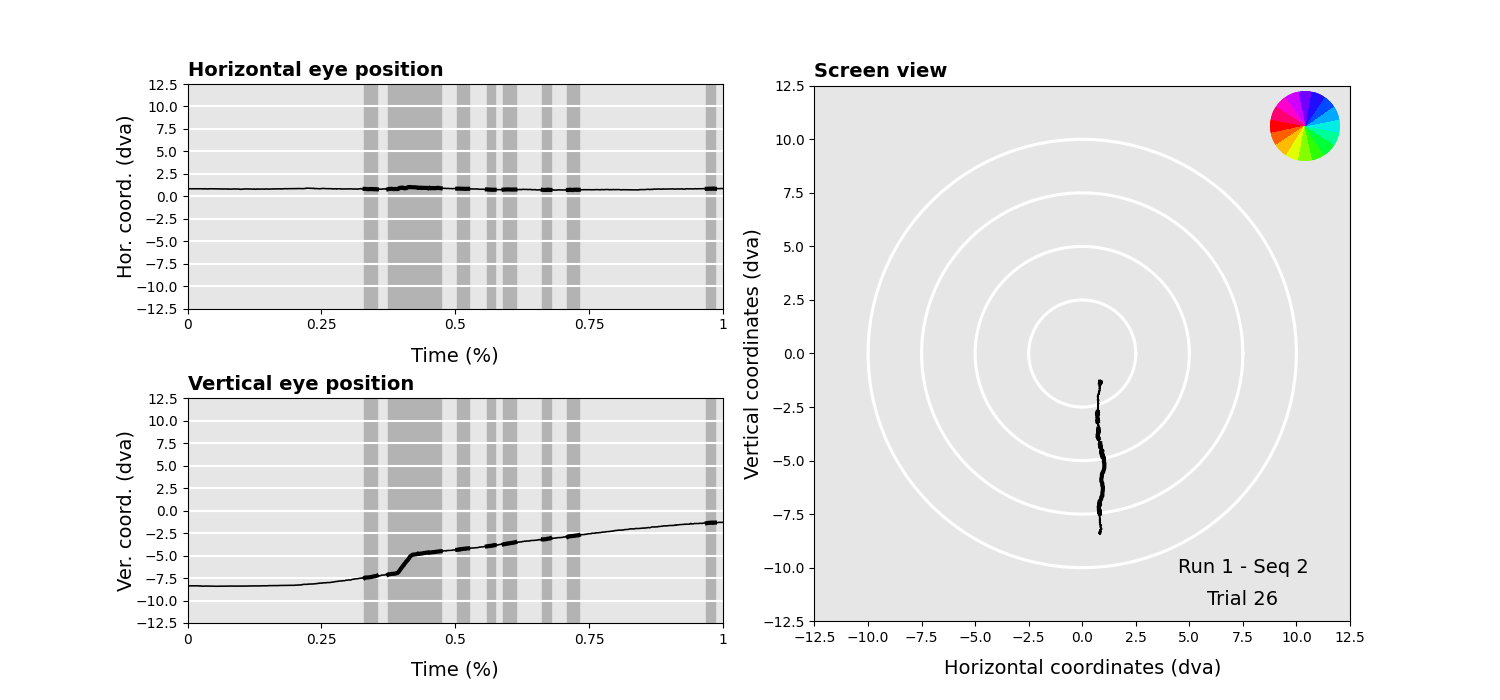 Horizontal eye position
Hor. coord. (dva)
12.5
10.0
7.5
5.0
2.5
0.0
−2.5
−5.0
−7.5
−10.0
−12.5
0 0.25 0.5 0.75 1
Time (%)
Vertical eye position
Ver. coord. (dva)
12.5
10.0
7.5
5.0
2.5
0.0
−2.5
−5.0
−7.5
−10.0
−12.5
0 0.25 0.5 0.75 1
Time (%)
Screen view
Vertical coordinates (dva)
12.5
10.0
7.5
5.0
2.5
0.0
−2.5
−5.0
−7.5
−10.0
−12.5
Run 1 - Seq 2
Trial 26
−12.5 −10.0 −7.5 −5.0 −2.5 0.0 2.5 5.0 7.5 10.0 12.5
Horizontal coordinates (dva)